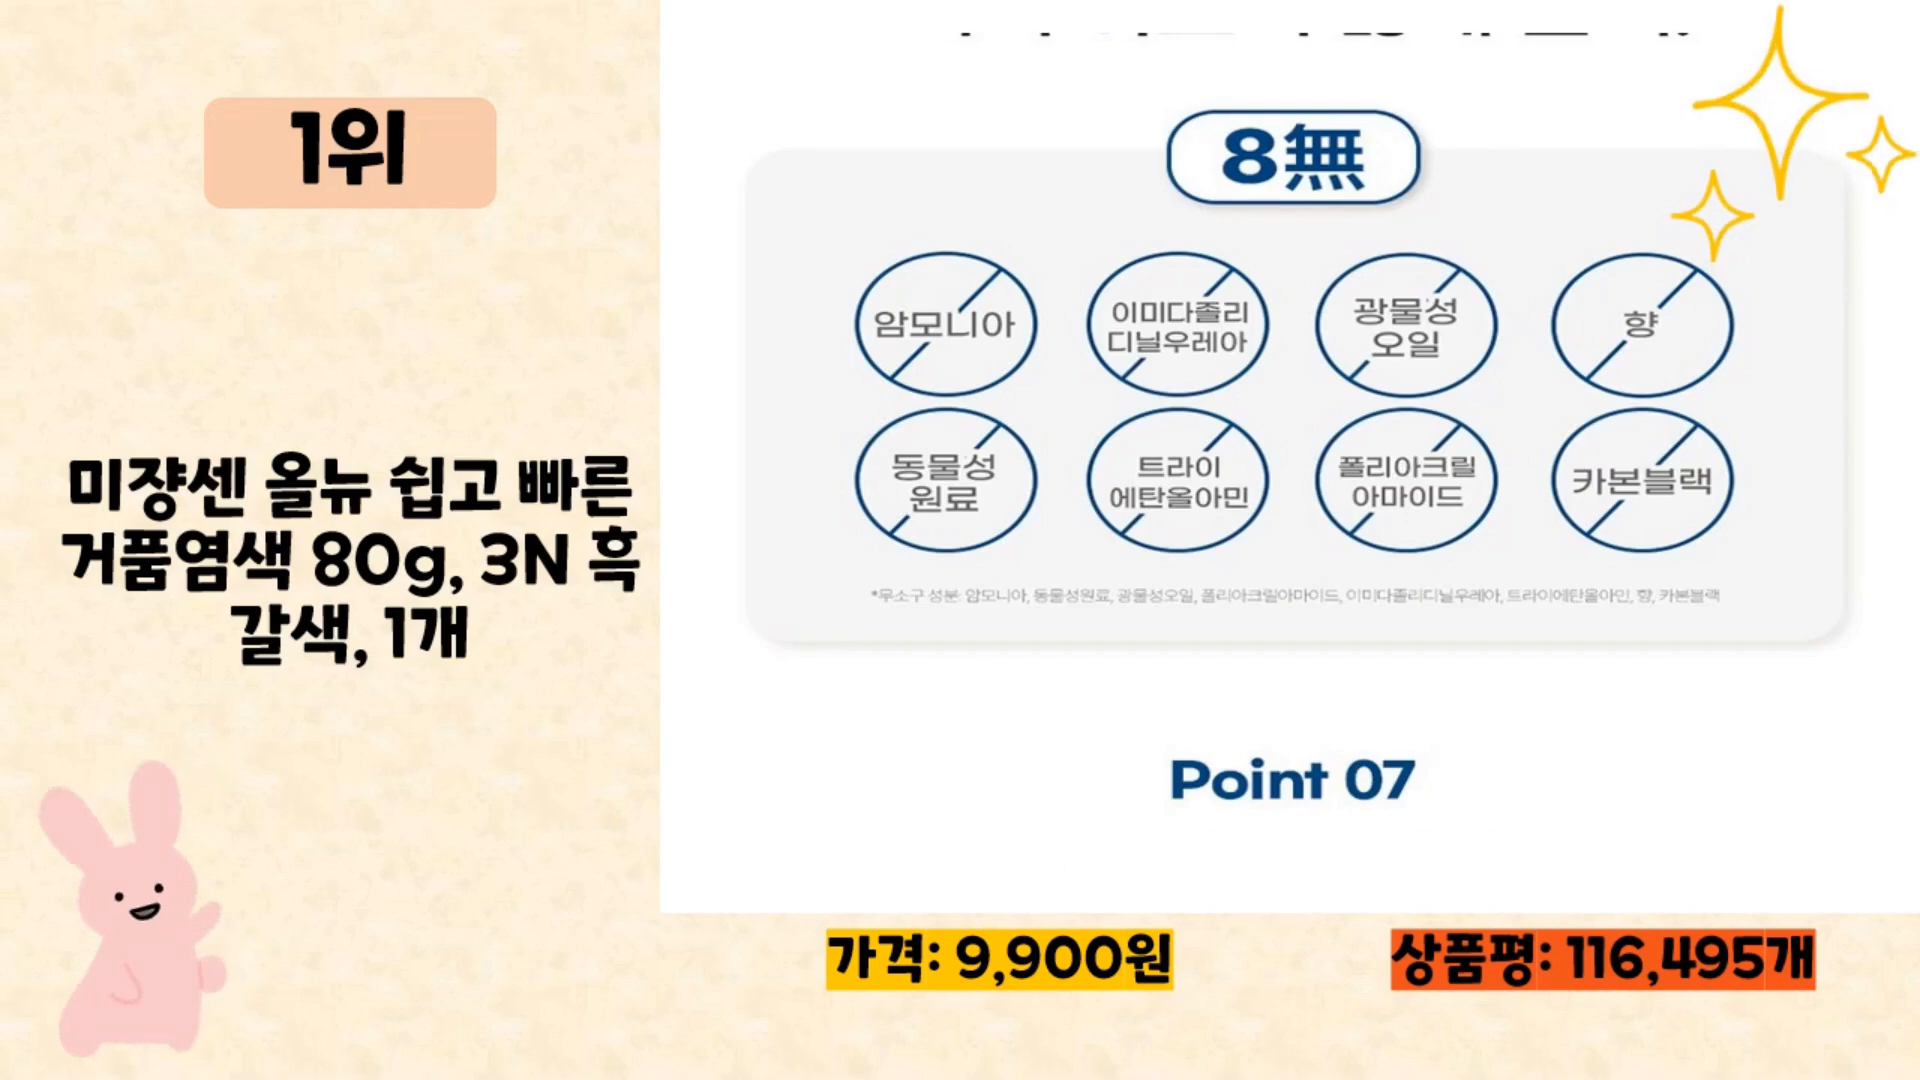 1위
미쟝센 올뉴 쉽고 빠른
거품염색 80g, 3N 흑
갈색, 1개
8無
암모니아
이미다졸리
디닐우레아
광물성
오일
향
동물성
원료
트라이
에탄올아민
폴리아크릴
아마이드
카본블랙
*무소구 성분: 암모니아, 동물성원료, 광물성오일, 폴리아크릴아마이드, 이미다졸리디닐우레아, 트라이에탄올아민, 향, 카본블랙
Point 07
가격: 9,900원
상품평: 116,495개